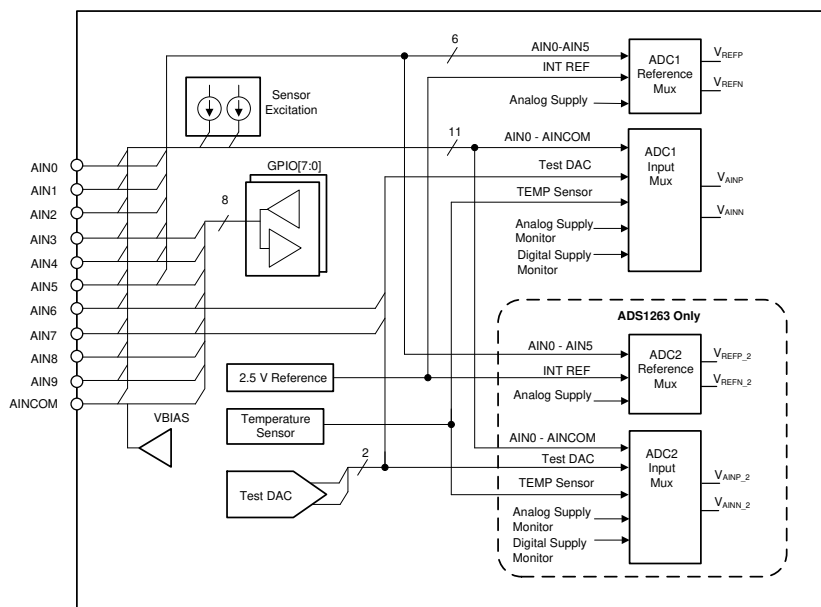 6
AIN0-AIN5
INT REF
Analog Supply
ADC1
Reference
Mux
VREFP
VREFN
Sensor
Excitation
11
AIN0 - AINCOM
Test DAC
TEMP Sensor
Analog Supply
Monitor
Digital Supply
Monitor
ADC1
Input
Mux
VAINP
VAINN
GPIO[7:0]
8
AIN0
AIN1
AIN2
AIN3
AIN4
AIN5
AIN6
AIN7
AIN8
AIN9
AINCOM
VBIAS
2.5 V Reference
Temperature
Sensor
Test DAC
2
ADS1263 Only
AIN0 - AIN5
INT REF
Analog Supply
ADC2
Reference
Mux
VREFP_2
VREFN_2
AIN0 - AINCOM
Test DAC
TEMP Sensor
Analog Supply
Monitor
Digital Supply
Monitor
ADC2
Input
Mux
VAINP_2
VAINN_2